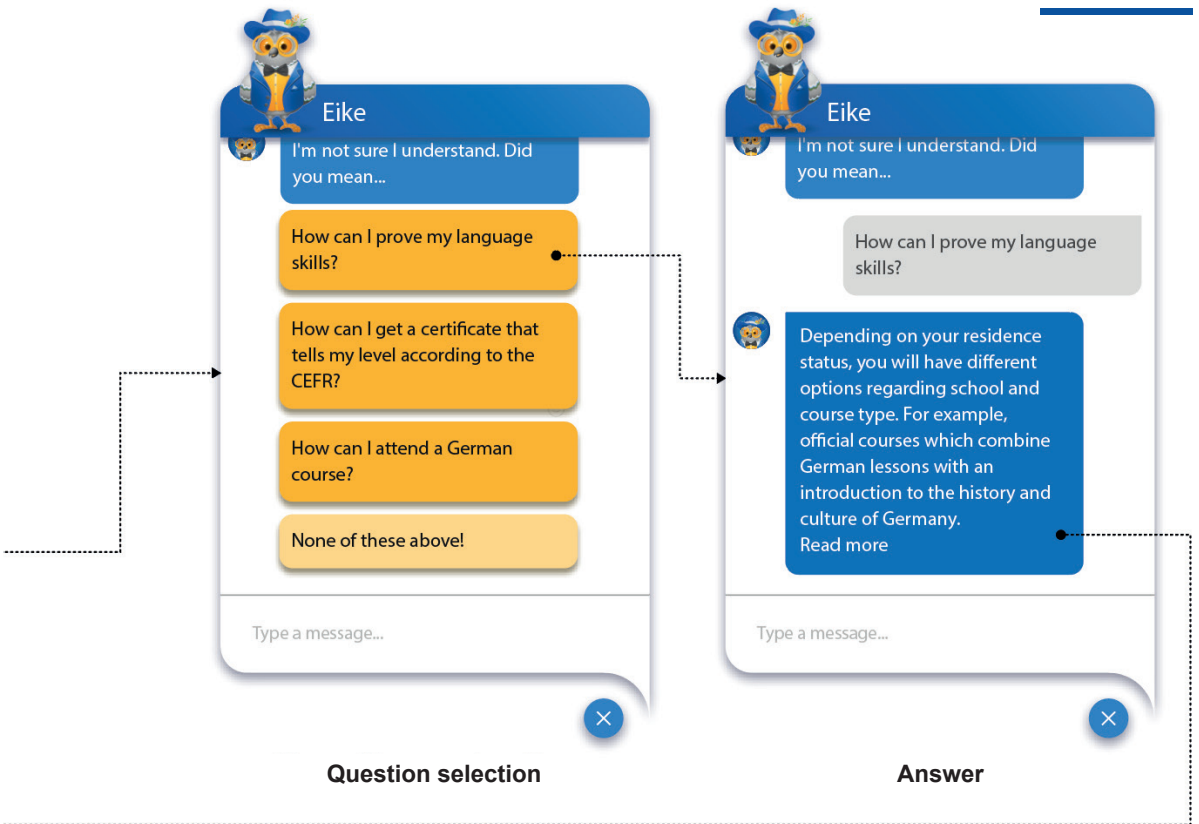 Eike
I'm not sure I understand. Did
you mean...
How can I prove my language
skills?
How can I get a certificate that
tells my level according to the
CEFR?
How can I attend a German
course?
None of these above!
Type a message...
Question selection
Eike
I'm not sure I understand. Did
you mean...
How can I prove my language
skills?
Depending on your residence
status, you will have different
options regarding school and
course type. For example,
official courses which combine
German lessons with an
introduction to the history and
culture of Germany.
Read more
Type a message...
Answer